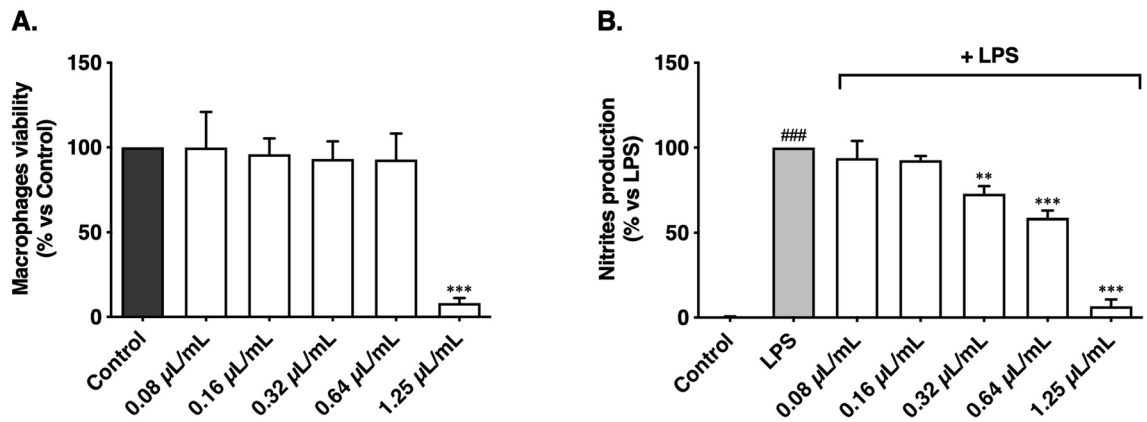 A.
Macrophages viability
(% vs Control)
150
100
50
0
***
Control
0.08 µL/mL
0.16 µL/mL
0.32 µL/mL
0.64 µL/mL
1.25 µL/mL
B.
Nitrites production
(% vs LPS)
150
100
50
0
+ LPS
###
**
***
***
Control
LPS
0.08 µL/mL
0.16 µL/mL
0.32 µL/mL
0.64 µL/mL
1.25 µL/mL